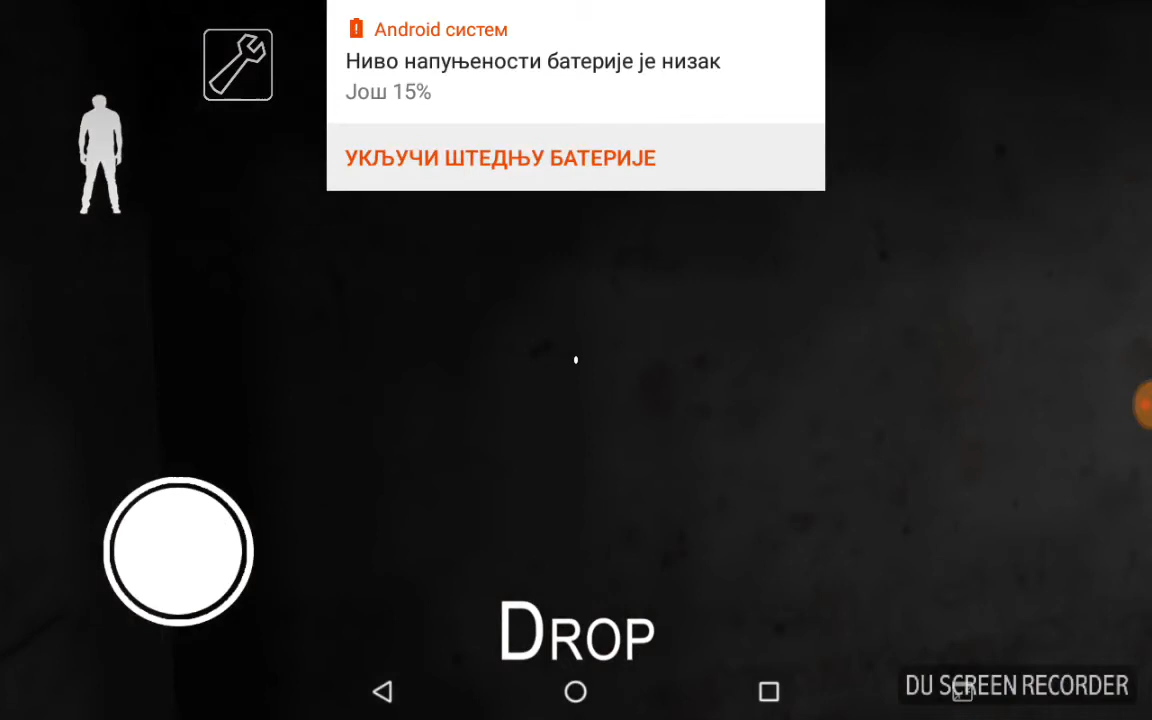 Android систем
Ниво напуњености батерије је низак
Још 15%
УКЉУЧИ ШТЕДЊУ БАТЕРИЈЕ
DROP
DU SCREEN RECORDER